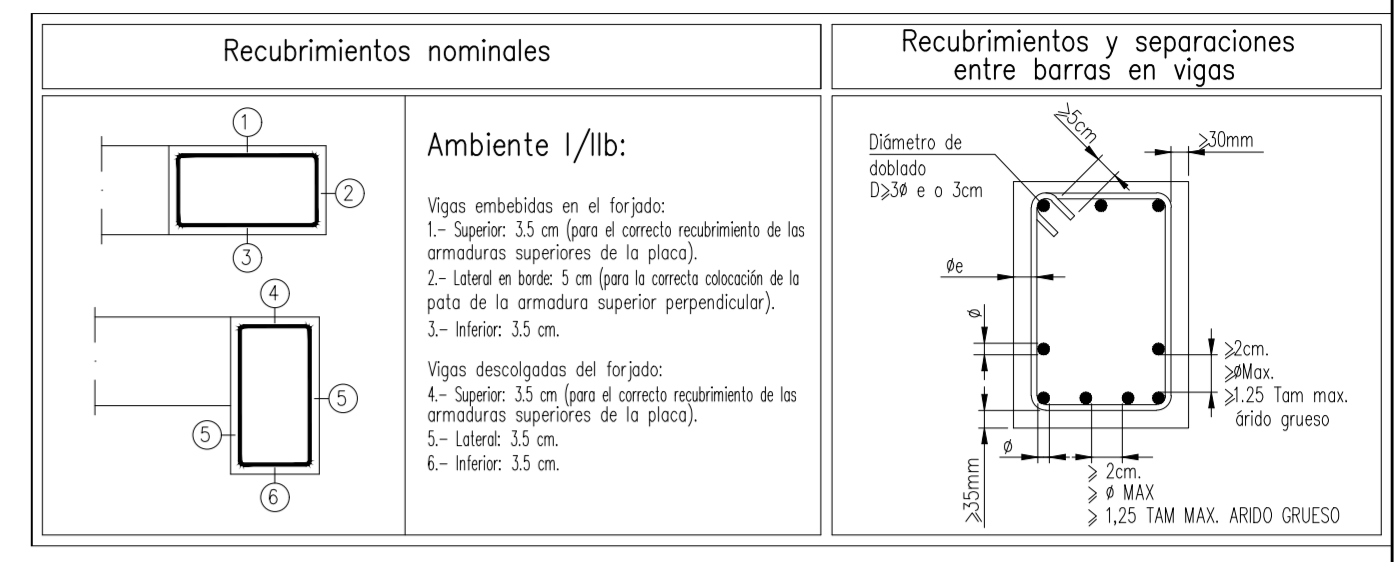 Recubrimientos nominales
1
2
3
4
5
5
6
Ambiente I/IIb:
Vigas embebidas en el forjado:
1.- Superior: 3.5 cm (para el correcto recubrimiento de las
armaduras superiores de la placa).
2.- Lateral en borde: 5 cm (para la correcta colocación de la
pata de la armadura superior perpendicular).
3.- Inferior: 3.5 cm.
Vigas descolgadas del forjado:
4.- Superior: 3.5 cm (para el correcto recubrimiento de las
armaduras superiores de la placa).
5.- Lateral: 3.5 cm.
6.- Inferior: 3.5 cm.
Recubrimientos y separaciones
entre barras en vigas
≥5cm
≥30mm
Diámetro de
doblado
D≥3ø e o 3cm
Øe
ø
≥2cm.
≥øMax.
≥1.25 Tam max.
árido grueso
ø
≥35mm
≥ 2cm.
≥ ø MAX
≥ 1,25 TAM MAX. ARIDO GRUESO